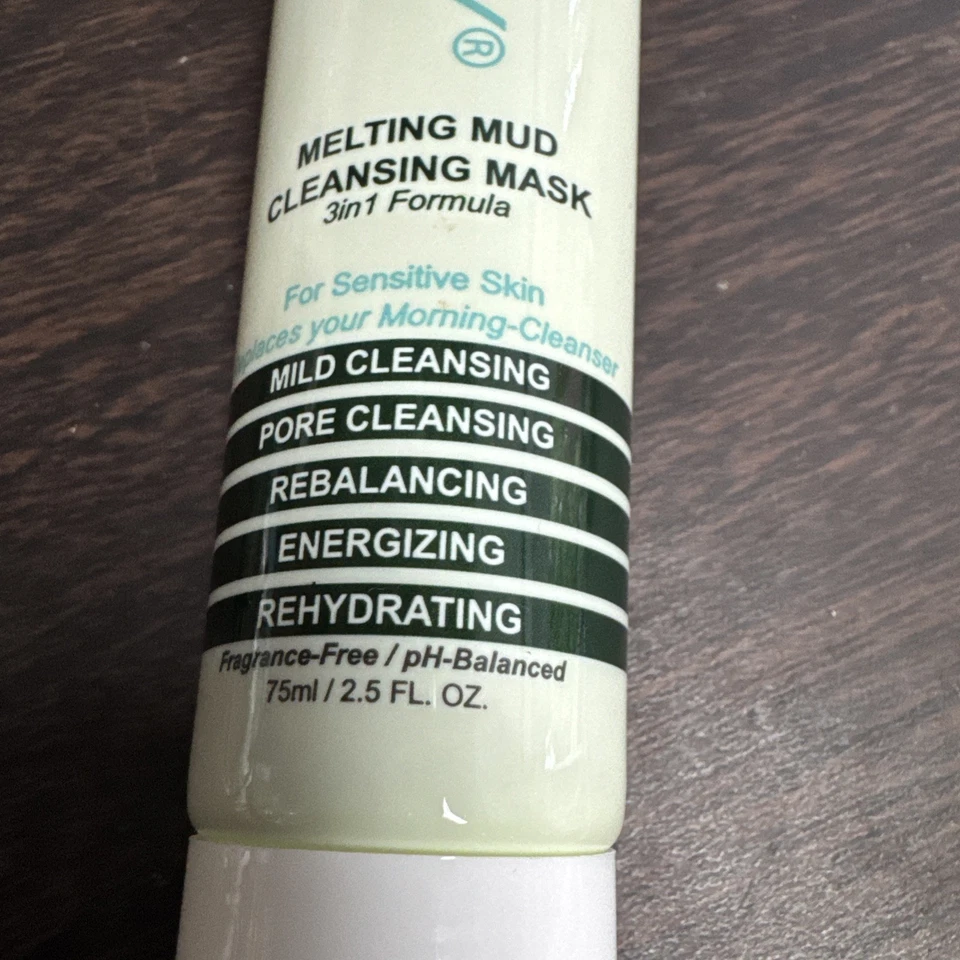 ®
MELTING MUD
CLEANSING MASK
3in1 Formula
For Sensitive Skin
your Morning-Cleanser
MILD CLEANSING
PORE CLEANSING
REBALANCING
ENERGIZING
REHYDRATING
Fragrance-Free / pH-Balanced
75ml / 2.5 FL. OZ.